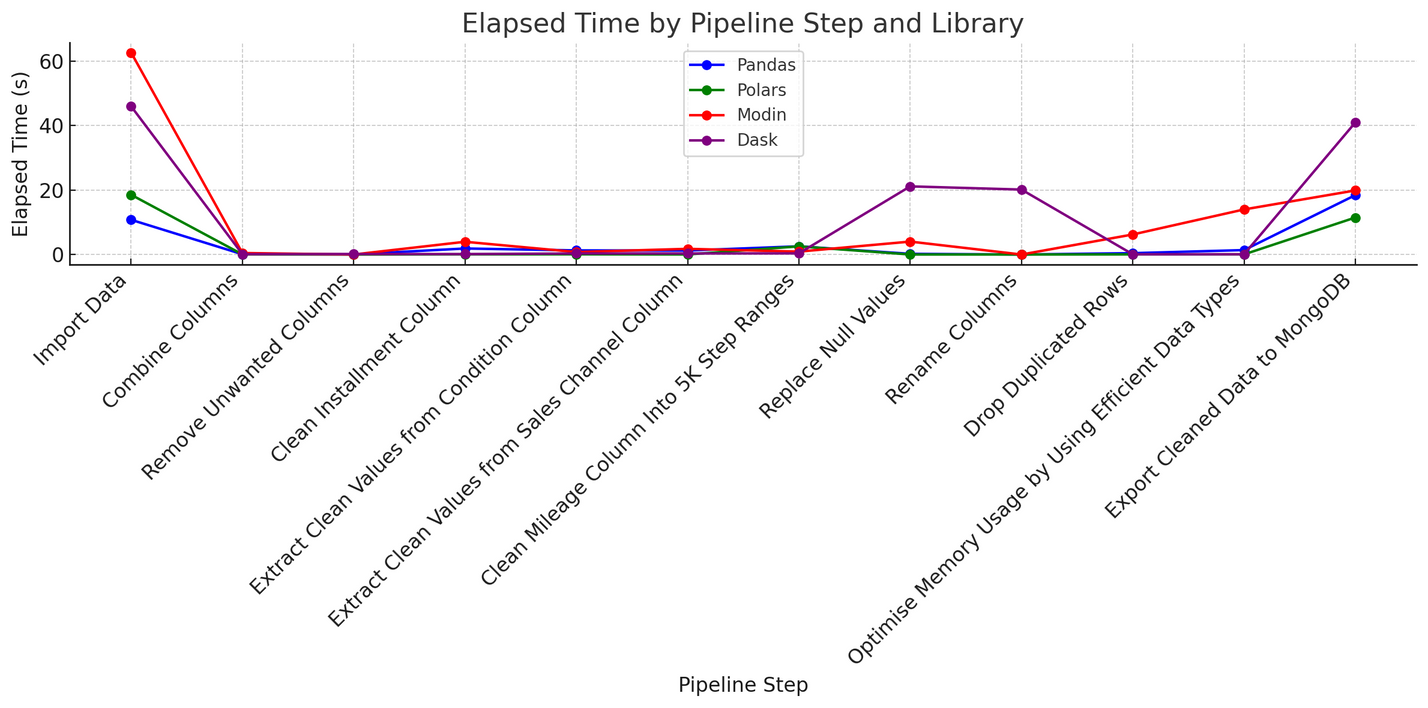 Elapsed Time by Pipeline Step and Library
Elapsed Time (s)
60
40
20
0
Pandas
Polars
Modin
Dask
Import Data
Combine Columns
Remove Unwanted Columns
Clean Installment Column
Extract Clean Values from Condition Column
Extract Clean Values from Sales Channel Column
Clean Mileage Column Into 5K Step Ranges
Replace Null Values
Rename Columns
Drop Duplicated Rows
Optimise Memory Usage by Using Efficient Data Types
Export Cleaned Data to MongoDB
Pipeline Step